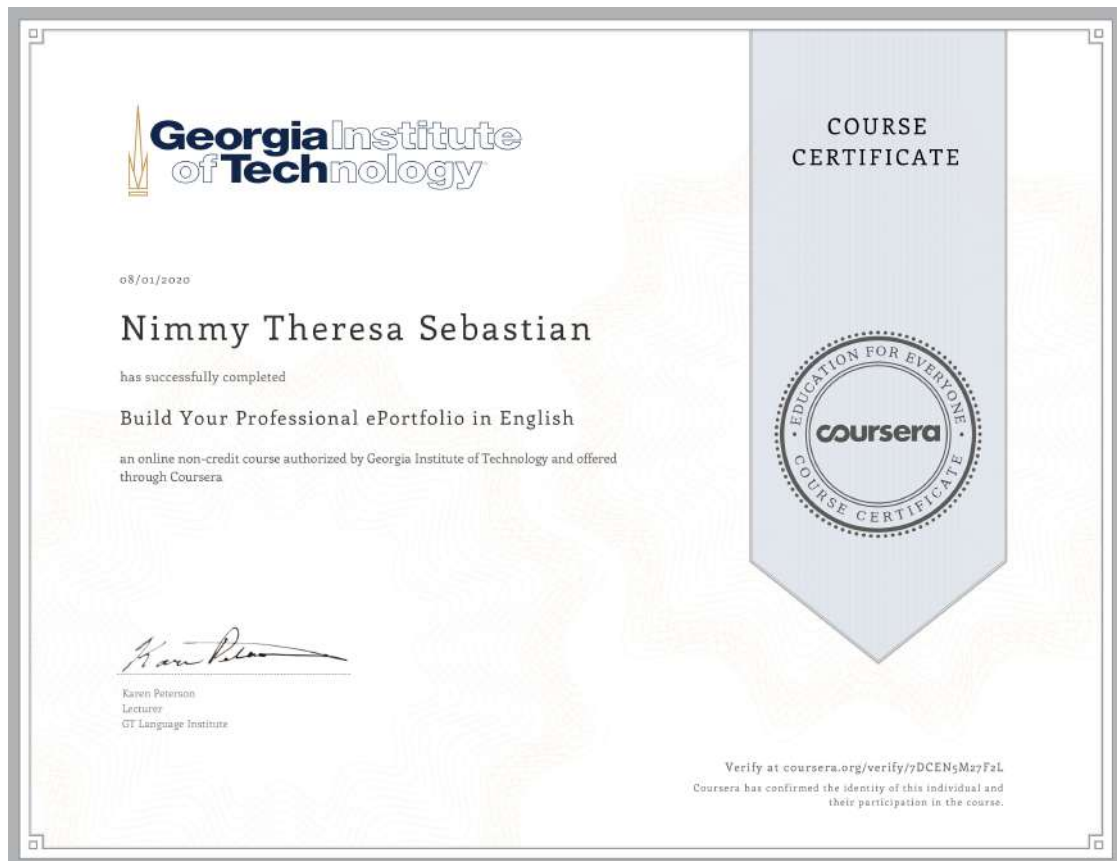 Georgia Institute
of Technology
COURSE
CERTIFICATE
08/01/2020
Nimmy Theresa Sebastian
has successfully completed
Build Your Professional ePortfolio in English
an online non-credit course authorized by Georgia Institute of Technology and offered
through Coursera
EDUCATION FOR EVERYONE
coursera
COURSE CERTIFICATE
Karen Peterson
Lecturer
GT Language Institute
Verify at coursera.org/verify/7DCEN5M27F2L
Coursera has confirmed the identity of this individual and
their participation in the course.